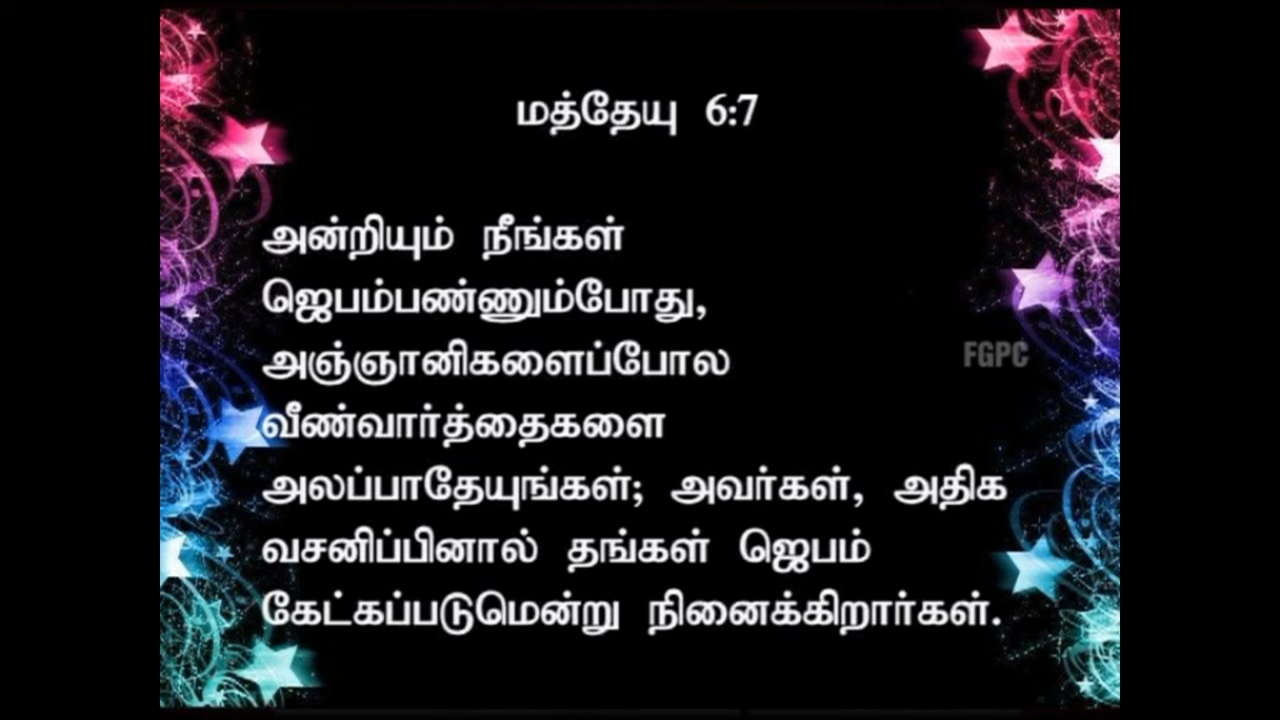 மத்தேயு 6:7
அன்றியும் நீங்கள்
ஜெபம்பண்ணும்போது,
அஞ்ஞானிகளைப்போல
FGPC
வீண்வார்த்தைகளை
அலப்பாதேயுங்கள்; அவர்கள், அதிக
வசனிப்பினால் தங்கள் ஜெபம்
கேட்கப்படுமென்று நினைக்கிறார்கள்.